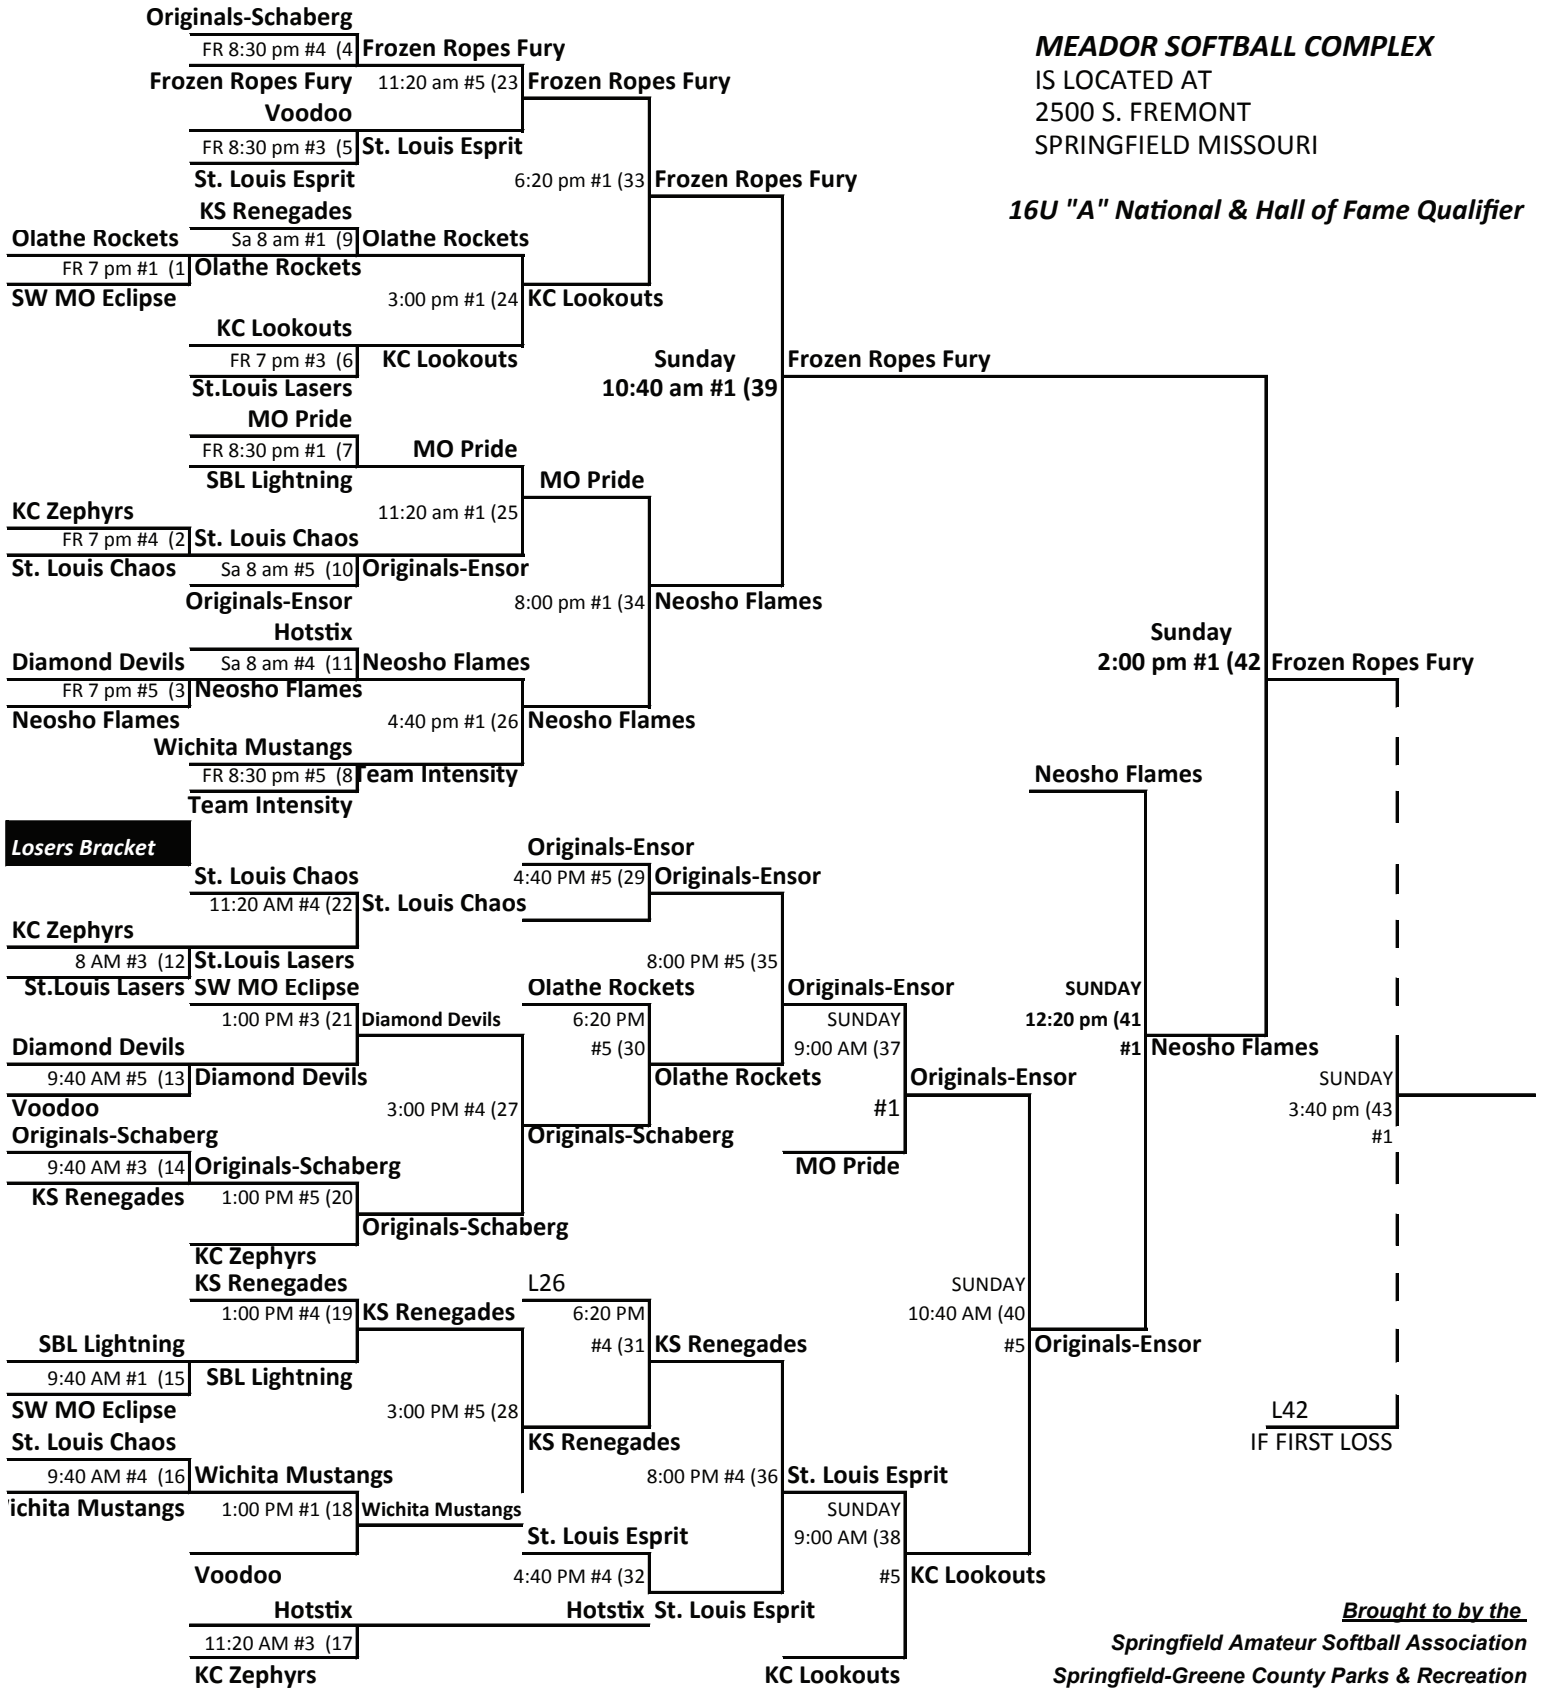 Originals-Schaberg
FR 8:30 pm #4 (4 Frozen Ropes Fury
MEADOR SOFTBALL COMPLEX
Frozen Ropes Fury 11:20 am #5 (23 Frozen Ropes Fury
IS LOCATED AT
Voodoo
2500 S. FREMONT
FR 8:30 pm #3 (5 St. Louis Esprit
SPRINGFIELD MISSOURI
St. Louis Esprit 6:20 pm #1 (33 Frozen Ropes Fury
KS Renegades
16U "A" National & Hall of Fame Qualifier
Olathe Rockets Sa 8 am #1 (9 Olathe Rockets
FR 7 pm #1 (1 Olathe Rockets
SW MO Eclipse 3:00 pm #1 (24 KC Lookouts
KC Lookouts
FR 7 pm #3 (6 KC Lookouts Sunday Frozen Ropes Fury
St.Louis Lasers 10:40 am #1 (39
MO Pride
FR 8:30 pm #1 (7 MO Pride
SBL Lightning MO Pride
KC Zephyrs 11:20 am #1 (25
FR 7 pm #4 (2 St. Louis Chaos
St. Louis Chaos Sa 8 am #5 (10 Originals-Ensor
Originals-Ensor 8:00 pm #1 (34 Neosho Flames
Hotstix Sunday
Diamond Devils Sa 8 am #4 (11 Neosho Flames 2:00 pm #1 (42 Frozen Ropes Fury
FR 7 pm #5 (3 Neosho Flames
Neosho Flames 4:40 pm #1 (26 Neosho Flames
Wichita Mustangs
FR 8:30 pm #5 (8 Team Intensity Neosho Flames
Team Intensity
Losers Bracket Originals-Ensor
St. Louis Chaos 4:40 PM #5 (29 Originals-Ensor
11:20 AM #4 (22 St. Louis Chaos
KC Zephyrs
8 AM #3 (12 St.Louis Lasers 8:00 PM #5 (35
St.Louis Lasers SW MO Eclipse Olathe Rockets Originals-Ensor SUNDAY
1:00 PM #3 (21 Diamond Devils 6:20 PM SUNDAY 12:20 pm (41
Diamond Devils #5 (30 9:00 AM (37 #1 Neosho Flames
9:40 AM #5 (13 Diamond Devils Olathe Rockets Originals-Ensor SUNDAY
Voodoo 3:00 PM #4 (27 #1 3:40 pm (43
Originals-Schaberg Originals-Schaberg #1
9:40 AM #3 (14 Originals-Schaberg MO Pride
KS Renegades 1:00 PM #5 (20
Originals-Schaberg
KC Zephyrs
KS Renegades L26 SUNDAY
1:00 PM #4 (19 KS Renegades 6:20 PM 10:40 AM (40
SBL Lightning #4 (31 KS Renegades #5 Originals-Ensor
9:40 AM #1 (15 SBL Lightning
SW MO Eclipse 3:00 PM #5 (28 L42
St. Louis Chaos KS Renegades IF FIRST LOSS
9:40 AM #4 (16 Wichita Mustangs 8:00 PM #4 (36 St. Louis Esprit
ichita Mustangs 1:00 PM #1 (18 Wichita Mustangs SUNDAY
St. Louis Esprit 9:00 AM (38
Voodoo 4:40 PM #4 (32 #5 KC Lookouts
Hotstix Hotstix St. Louis Esprit Brought to by the
11:20 AM #3 (17 Springfield Amateur Softball Association
KC Zephyrs KC Lookouts Springfield-Greene County Parks & Recreation